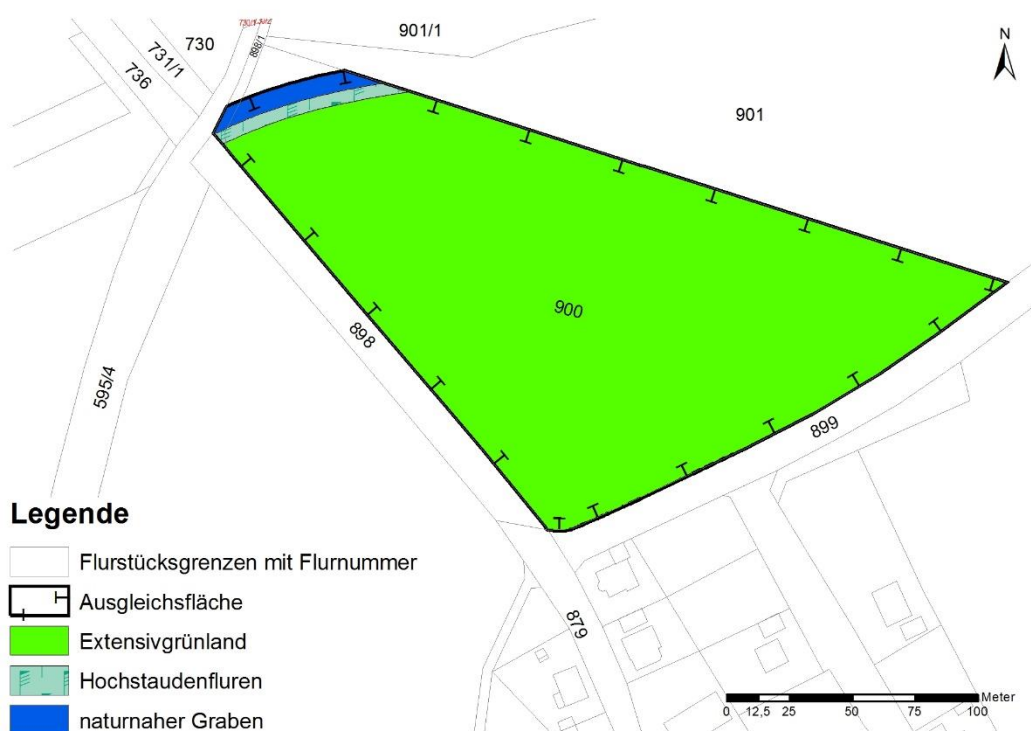 901/1
730
731/1
736
898/1
N
901
900
898
595/4
899
879
Legende
Flurstücksgrenzen mit Flurnummer
Ausgleichsfläche
Extensivgrünland
Hochstaudenfluren
naturnaher Graben
Meter
0 12,5 25 50 75 100